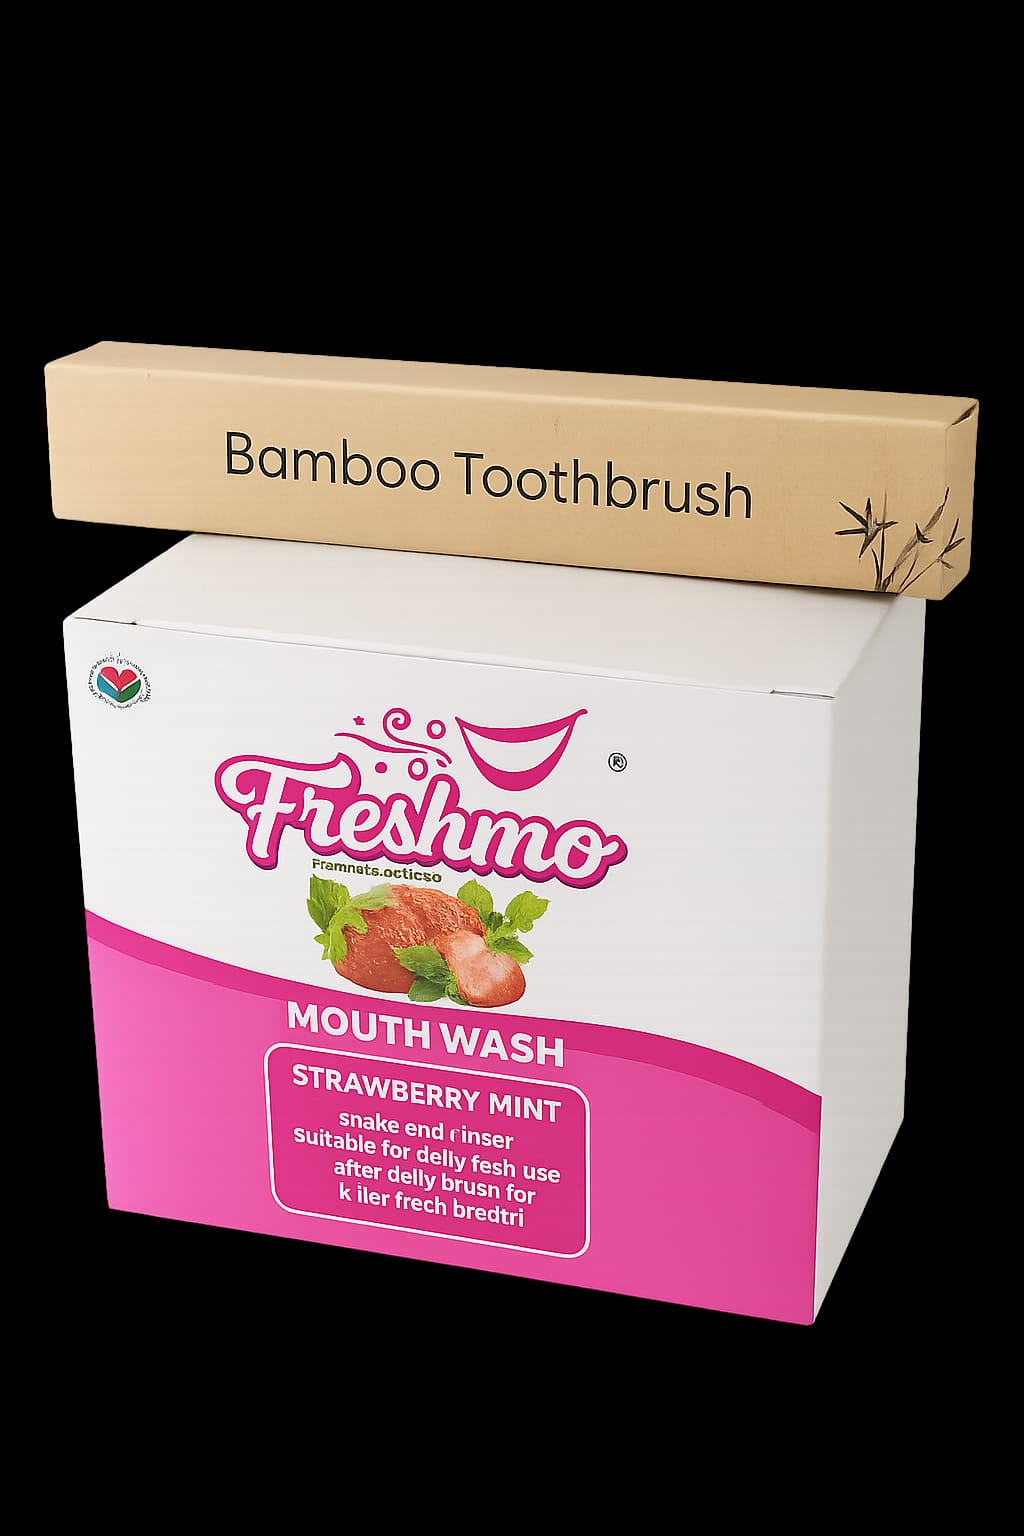 Bamboo Toothbrush
®
Freshmo
Framnats.octicso
MOUTH WASH
STRAWBERRY MINT
snake end rinser
Suitable for delly fesh use
after delly brusn for
k iler frech bredtri